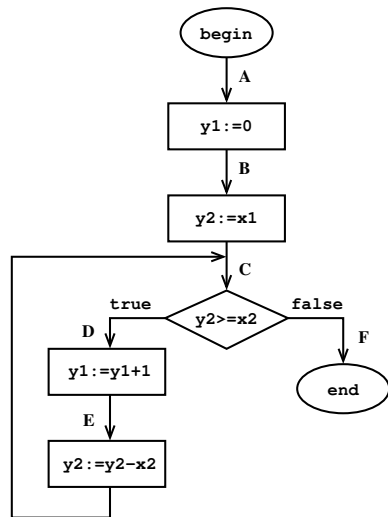 begin
A
y1:=0
B
y2:=x1
C
true
y2>=x2
false
D
F
y1:=y1+1
end
E
y2:=y2-x2